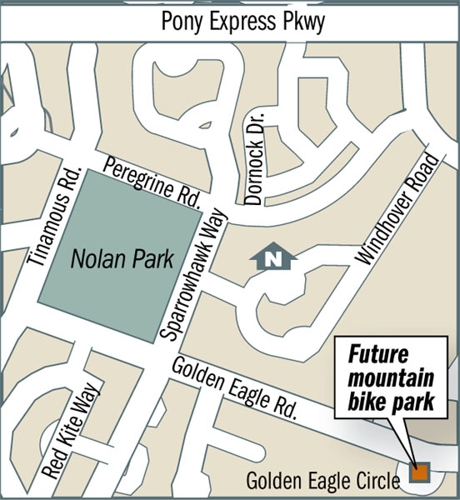 Pony Express Pkwy
Dornock Dr.
Peregrine Rd.
Windhover Road
Tinamous Rd.
Nolan Park
Sparrowhawk Way
N
Future
mountain
bike park
Golden Eagle Rd.
Red Kite Way
Golden Eagle Circle